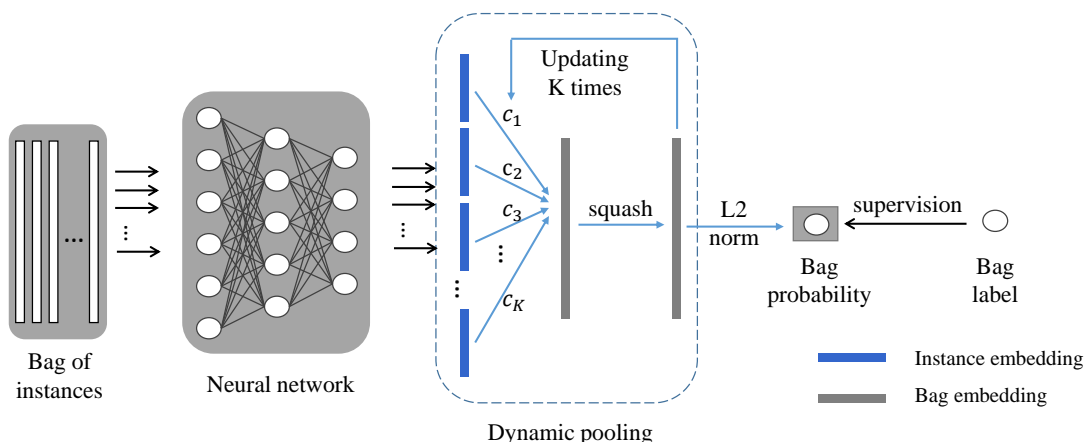 Updating
K times
c₁
c₂
c₃
...
...
c_K
...
...
...
squash
L2
norm
supervision
Bag
probability
Bag
label
Bag of
instances
Neural network
Instance embedding
Bag embedding
Dynamic pooling